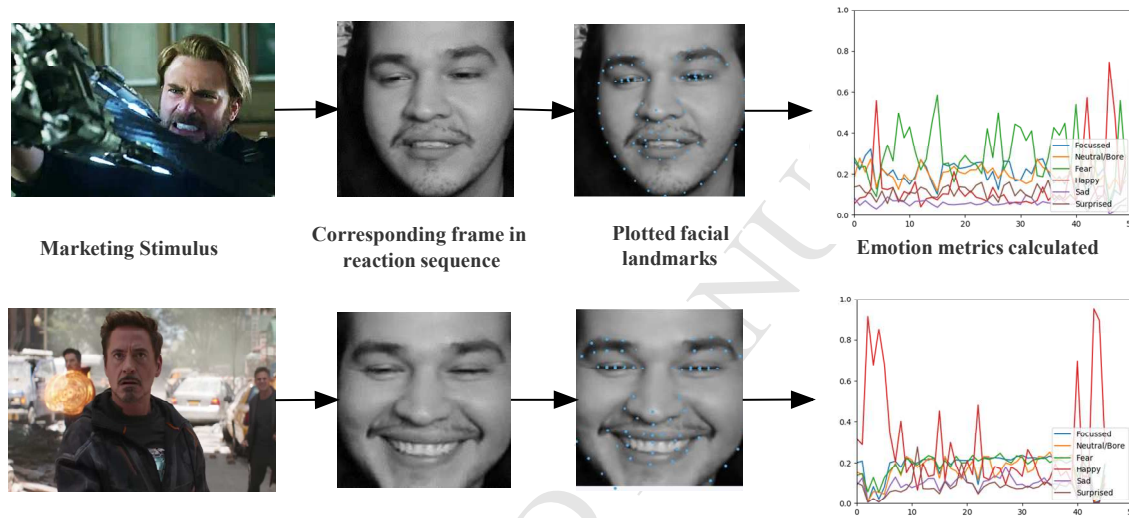 1.0
0.8
0.6
0.4
0.2
0.0
Focussed
Neutral/Bore
Fear
Happy
Sad
Surprised
0 10 20 30 40
Marketing Stimulus
Corresponding frame in
reaction sequence
Plotted facial
landmarks
Emotion metrics calculated
1.0
0.8
0.6
0.4
0.2
0.0
Focussed
Neutral/Bore
Fear
Happy
Sad
Surprised
0 10 20 30 40